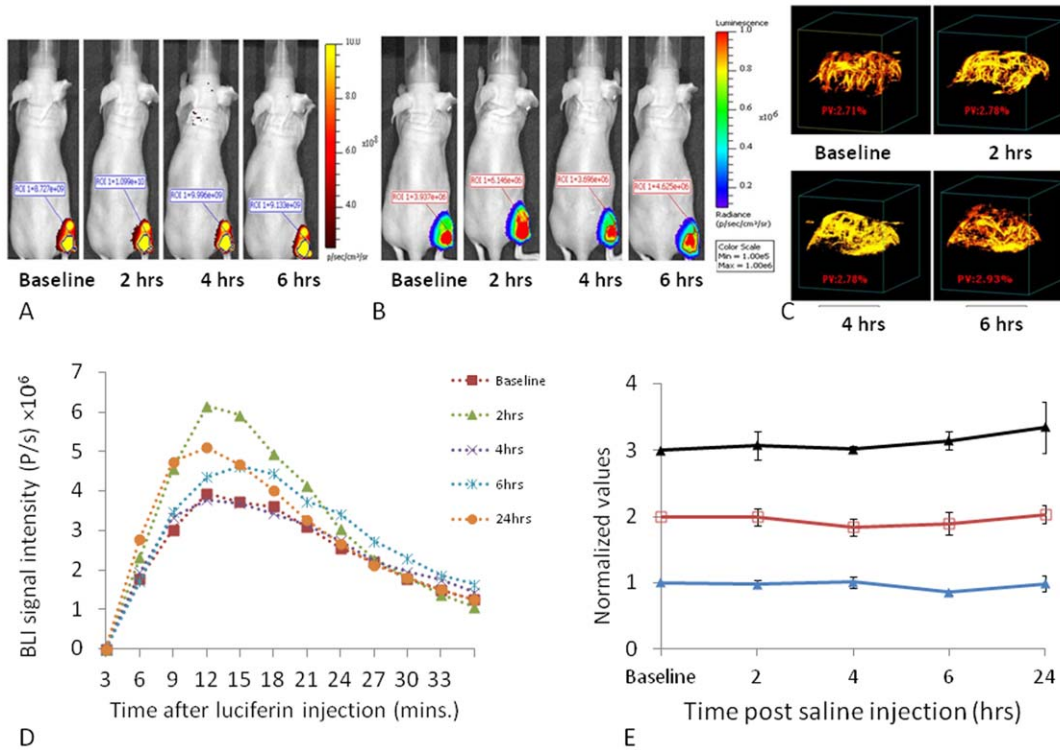 10.0
8.0
6.0
4.0
×10⁸
p/sec/cm²/sr
ROI 1=8.727e+09
ROI 1=1.099e+10
ROI 1=9.996e+09
ROI 1=9.133e+09
Baseline
2 hrs
4 hrs
6 hrs
A
Luminescence
1.0
0.8
0.6
×10⁶
0.4
0.2
Radiance
(p/sec/cm²/sr)
Color Scale
Min = 1.00e5
Max = 1.00e6
ROI 1=3.937e+06
ROI 1=6.146e+06
ROI 1=3.696e+06
ROI 1=4.625e+06
Baseline
2 hrs
4 hrs
6 hrs
B
PV:2.71%
PV:2.78%
Baseline
2 hrs
PV:2.78%
PV:2.93%
C
4 hrs
6 hrs
BLI signal intensity (P/s) ×10⁶
7
6
5
4
3
2
1
0
3 6 9 12 15 18 21 24 27 30 33
Time after luciferin injection (mins.)
Baseline
2hrs
4hrs
6hrs
24hrs
D
Normalized values
4
3
2
1
0
Baseline 2 4 6 24
Time post saline injection (hrs)
E